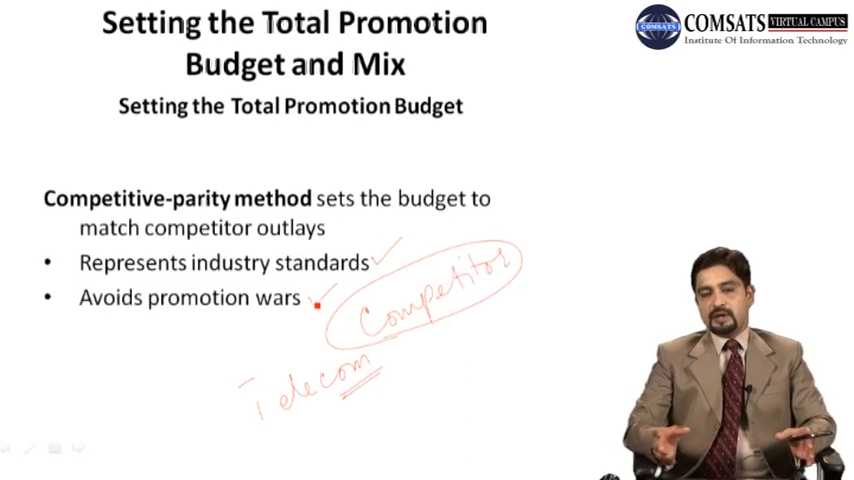 Setting the Total Promotion
Budget and Mix
Setting the Total Promotion Budget
COMSATS VIRTUAL CAMPUS
Institute Of Information Technology
COMSATS
Competitive-parity method sets the budget to
match competitor outlays
• Represents industry standards
• Avoids promotion wars
Competitor
Telecom